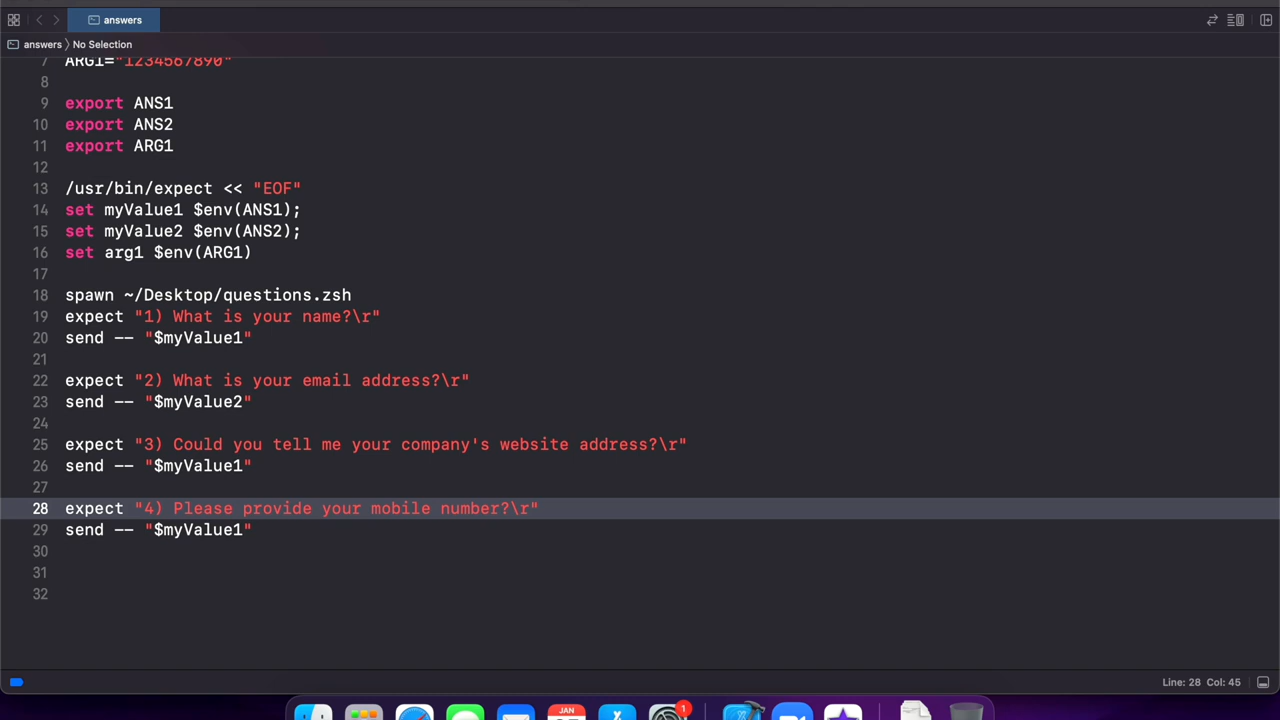 answers
answers 〉 No Selection
7 ARG1="1234567890"
8
9 export ANS1
10 export ANS2
11 export ARG1
12
13 /usr/bin/expect << "EOF"
14 set myValue1 $env(ANS1);
15 set myValue2 $env(ANS2);
16 set arg1 $env(ARG1)
17
18 spawn ~/Desktop/questions.zsh
19 expect "1) What is your name?\r"
20 send -- "$myValue1"
21
22 expect "2) What is your email address?\r"
23 send -- "$myValue2"
24
25 expect "3) Could you tell me your company's website address?\r"
26 send -- "$myValue1"
27
28 expect "4) Please provide your mobile number?\r"
29 send -- "$myValue1"
30
31
32
Line: 28 Col: 45
JAN
1